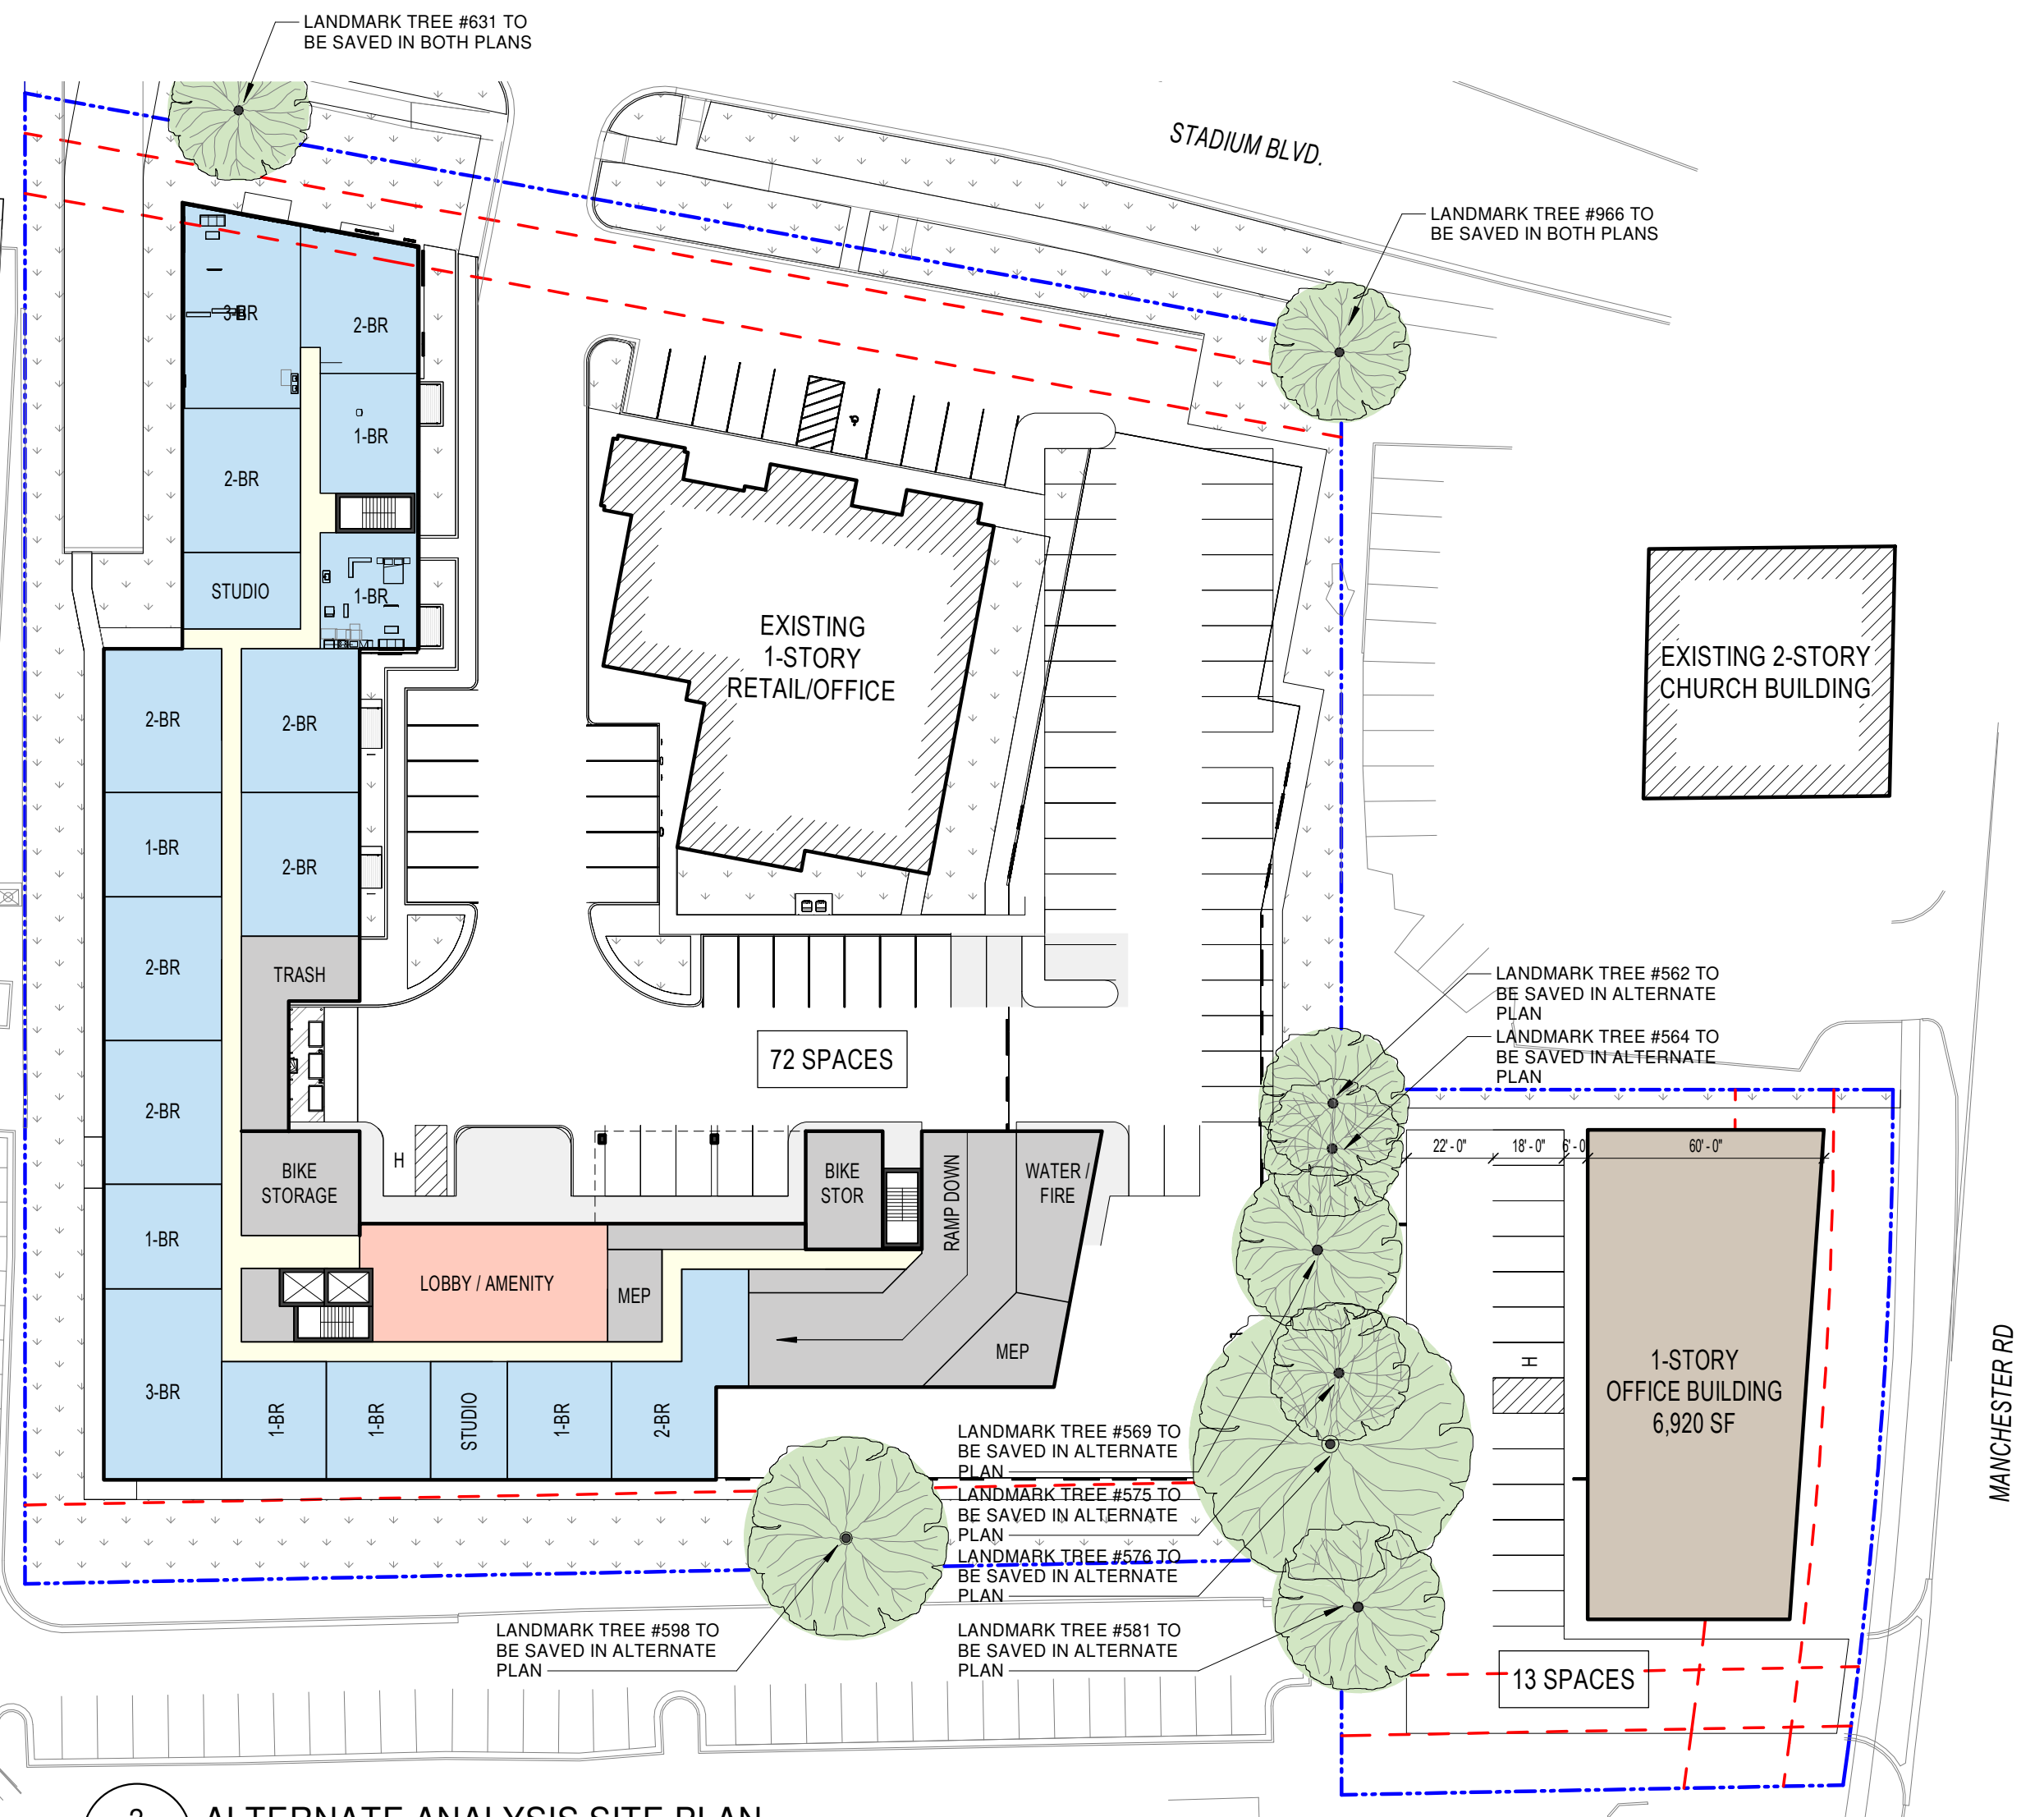 LANDMARK TREE #631 TO
BE SAVED IN BOTH PLANS
STADIUM BLVD.
LANDMARK TREE #966 TO
BE SAVED IN BOTH PLANS
3-BR
2-BR
1-BR
2-BR
STUDIO
1-BR
EXISTING
1-STORY
RETAIL/OFFICE
EXISTING 2-STORY
CHURCH BUILDING
2-BR
2-BR
1-BR
2-BR
2-BR
TRASH
LANDMARK TREE #562 TO
BE SAVED IN ALTERNATE
PLAN
LANDMARK TREE #564 TO
BE SAVED IN ALTERNATE
PLAN
72 SPACES
2-BR
BIKE
STORAGE
H
BIKE
STOR
RAMP DOWN
WATER /
FIRE
22' - 0"
18' - 0"
6' - 0
60' - 0"
1-BR
LOBBY / AMENITY
MEP
MEP
3-BR
1-BR
1-BR
STUDIO
1-BR
2-BR
H
1-STORY
OFFICE BUILDING
6,920 SF
MANCHESTER RD
LANDMARK TREE #569 TO
BE SAVED IN ALTERNATE
PLAN
LANDMARK TREE #575 TO
BE SAVED IN ALTERNATE
PLAN
LANDMARK TREE #576 TO
BE SAVED IN ALTERNATE
PLAN
LANDMARK TREE #598 TO
BE SAVED IN ALTERNATE
PLAN
LANDMARK TREE #581 TO
BE SAVED IN ALTERNATE
PLAN
13 SPACES
2
ALTERNATE ANALYSIS SITE PLAN